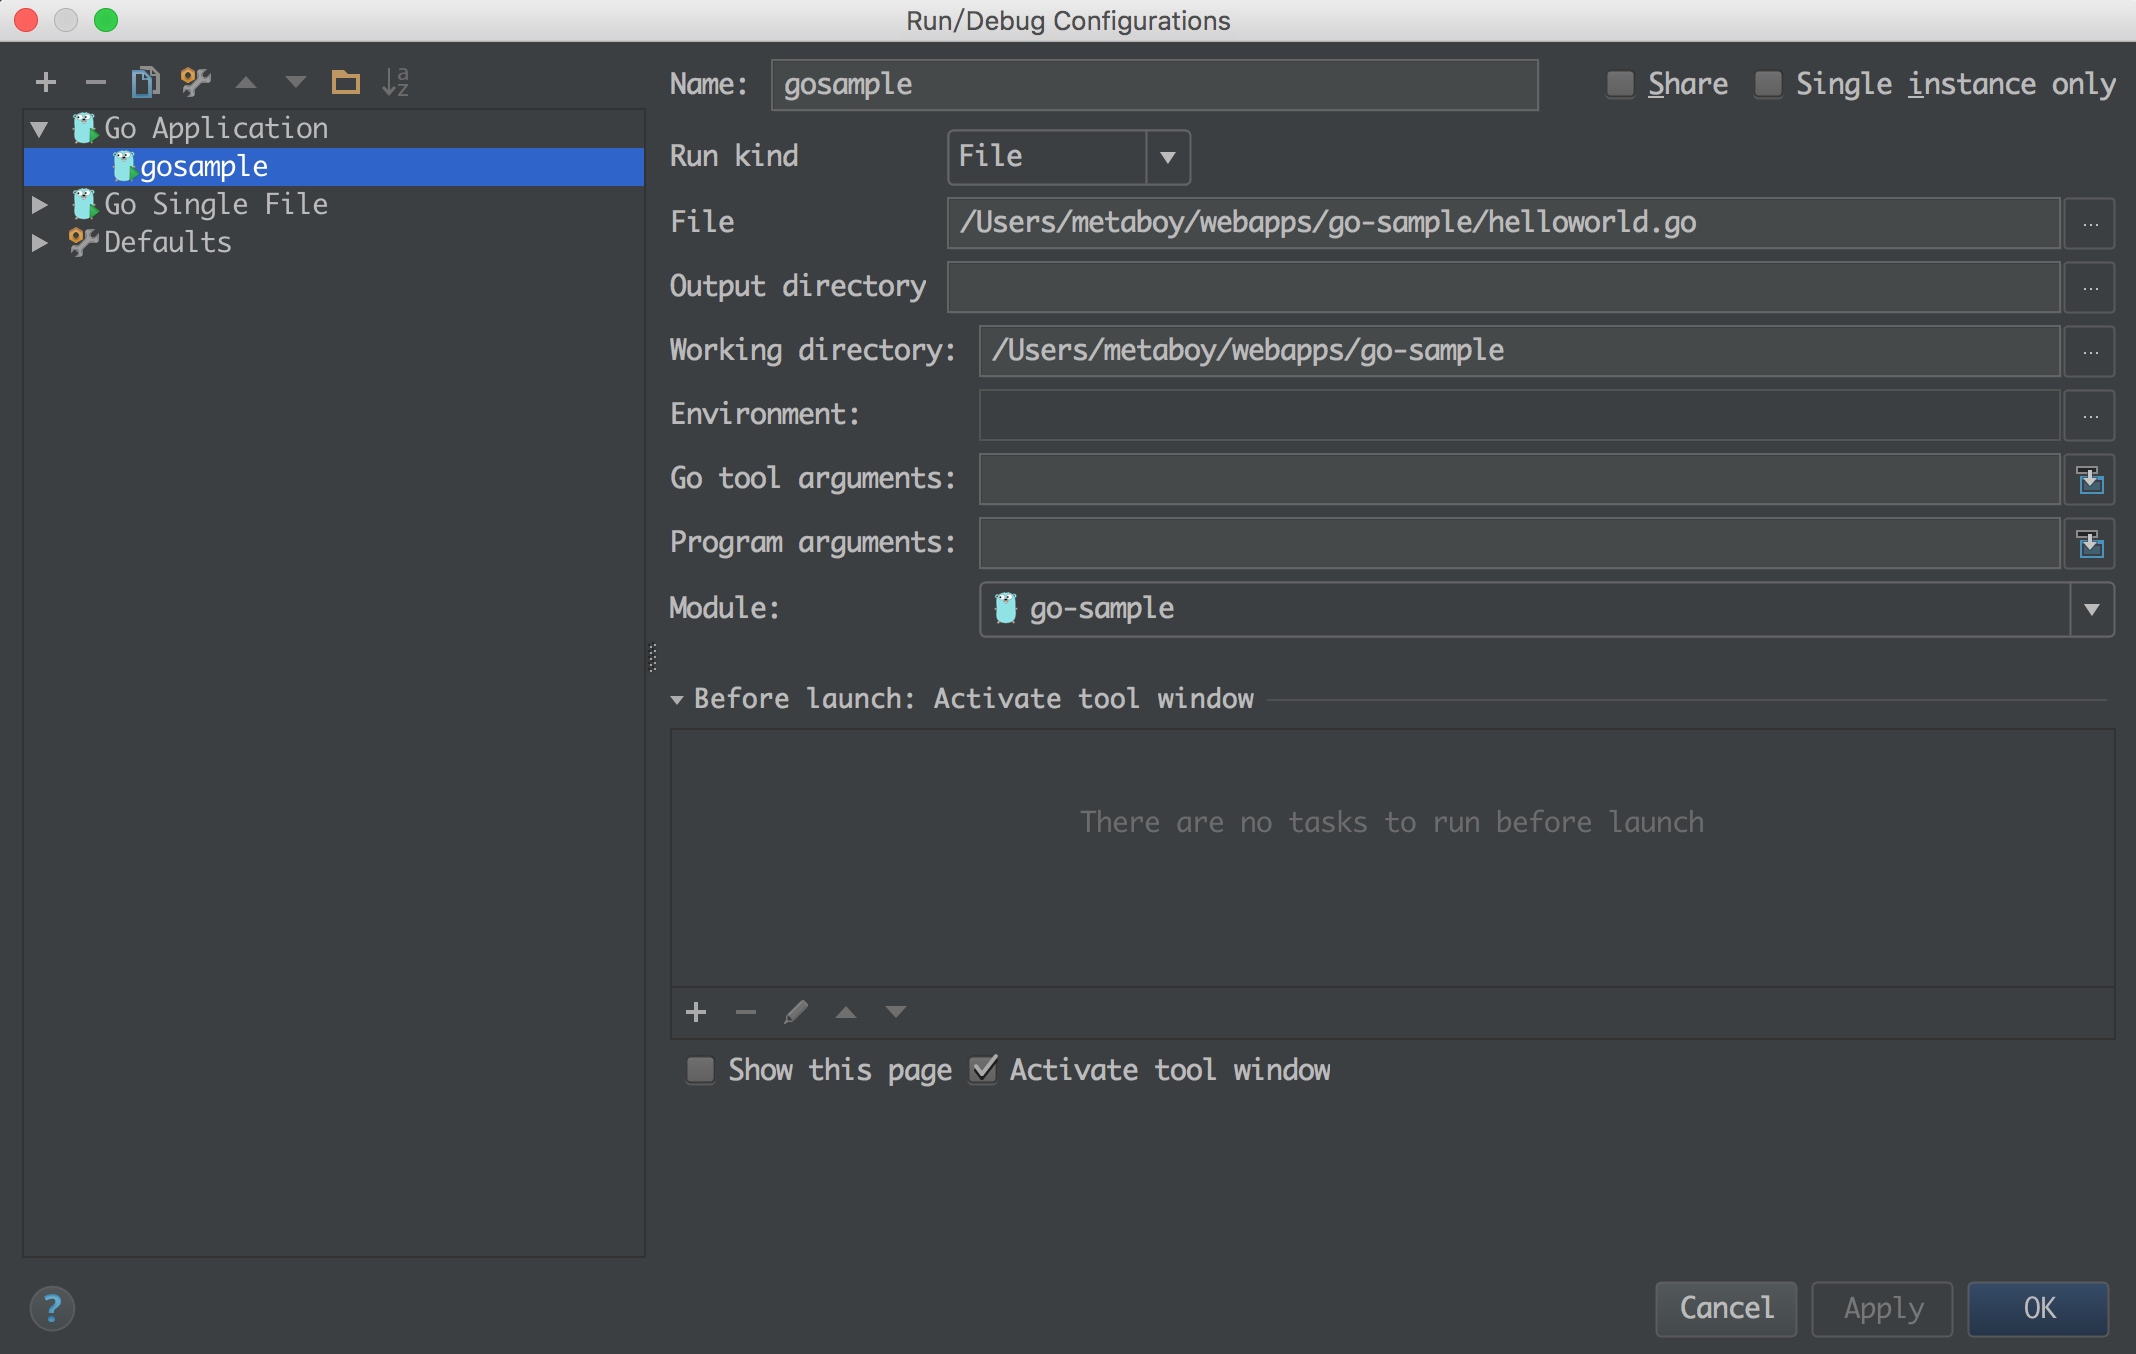 Run/Debug Configurations
Go Application
gosample
Go Single File
Defaults
Name: gosample Share Single instance only
Run kind File
File /Users/metaboy/webapps/go-sample/helloworld.go ...
Output directory ...
Working directory: /Users/metaboy/webapps/go-sample ...
Environment: ...
Go tool arguments:
Program arguments:
Module: go-sample
Before launch: Activate tool window
There are no tasks to run before launch
Show this page Activate tool window
? Cancel Apply OK